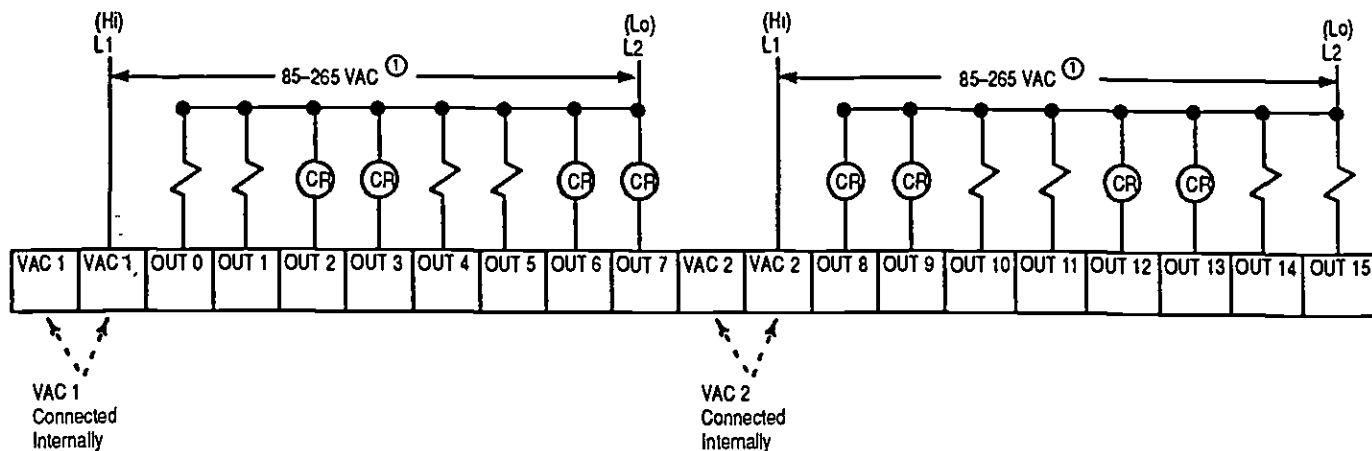 (Hi)
L1
(Lo)
L2
85–265 VAC ①
(Hi)
L1
(Lo)
L2
85–265 VAC ①
CR CR CR CR
CR CR CR CR
VAC 1 VAC 1 OUT 0 OUT 1 OUT 2 OUT 3 OUT 4 OUT 5 OUT 6 OUT 7 VAC 2 VAC 2 OUT 8 OUT 9 OUT 10 OUT 11 OUT 12 OUT 13 OUT 14 OUT 15
VAC 1
Connected
Internally
VAC 2
Connected
Internally